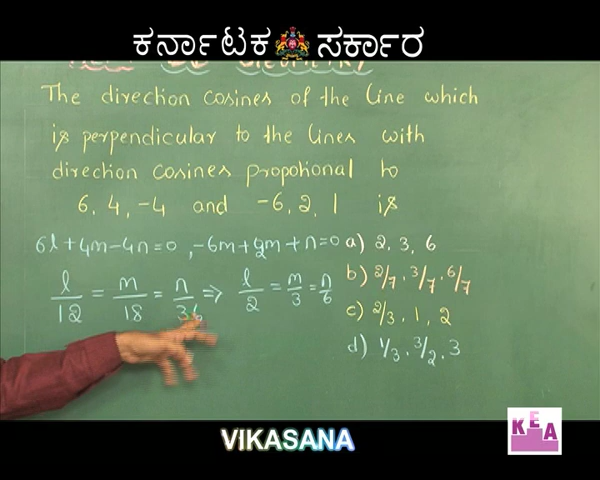 ಕರ್ನಾಟಕ ಸರ್ಕಾರ
The direction cosines of the line which
is perpendicular to the lines with
direction cosines propotional to
6, 4, -4 and -6, 2, 1 is
6l+4m-4n=0, -6m+2m+n=0
l/12 = m/18 = n/36 ⇒ l/2 = m/3 = n/6
a) 2, 3, 6
b) 2/7, 3/7, 6/7
c) 2/3, 1, 2
d) 1/3, 3/2, 3
VIKASANA
KEA